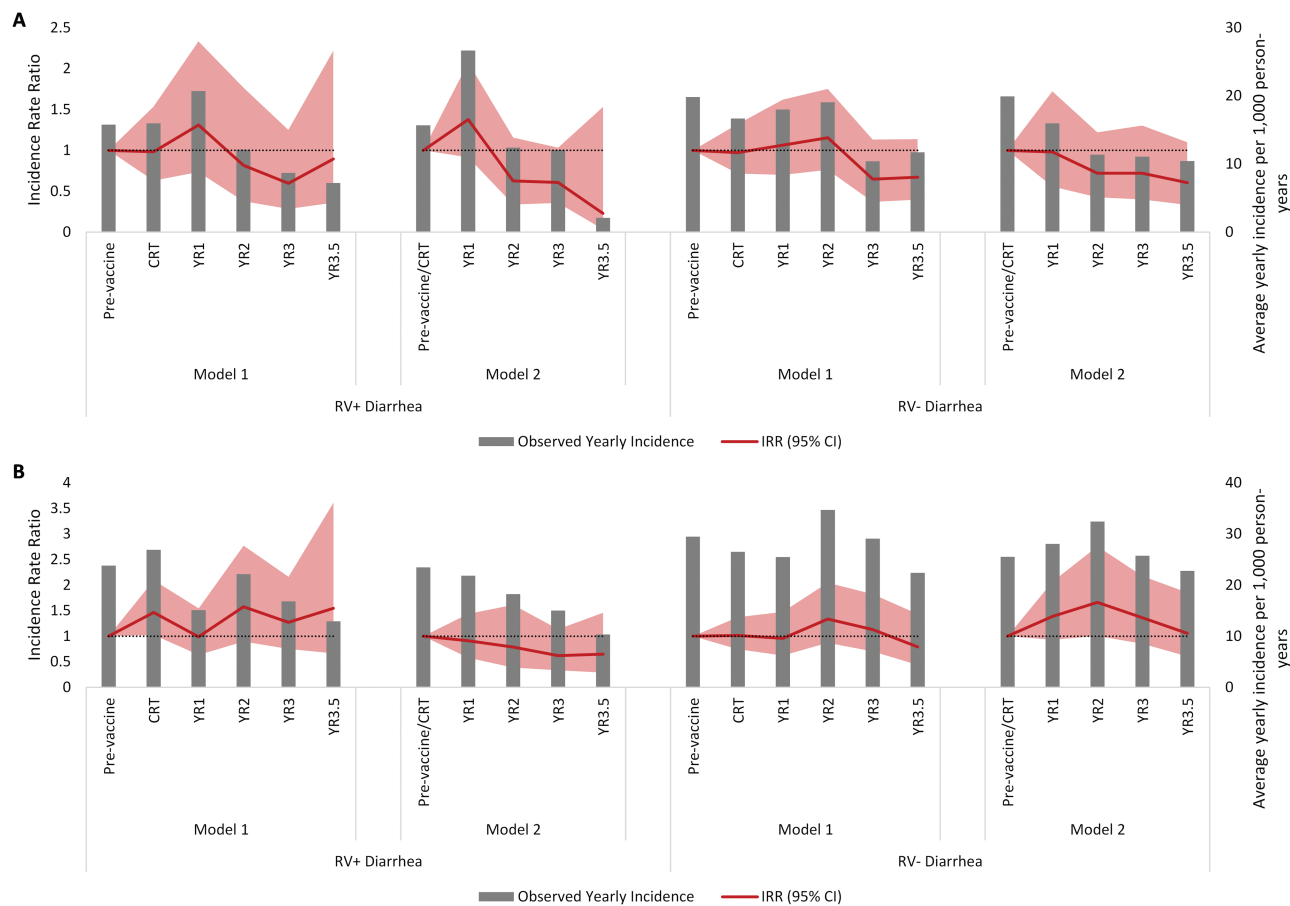 A
2.5
2
1.5
1
0.5
0
Incidence Rate Ratio
30
20
10
0
Average yearly incidence per 1,000 person-
years
Pre-vaccine
CRT
YR1
YR2
YR3
YR3.5
Pre-vaccine/CRT
YR1
YR2
YR3
YR3.5
Pre-vaccine
CRT
YR1
YR2
YR3
YR3.5
Pre-vaccine/CRT
YR1
YR2
YR3
YR3.5
Model 1
Model 2
Model 1
Model 2
RV+ Diarrhea
RV- Diarrhea
Observed Yearly Incidence
IRR (95% CI)
B
4
3.5
3
2.5
2
1.5
1
0.5
0
Incidence Rate Ratio
40
30
20
10
0
Average yearly incidence per 1,000 person-
years
Pre-vaccine
CRT
YR1
YR2
YR3
YR3.5
Pre-vaccine/CRT
YR1
YR2
YR3
YR3.5
Pre-vaccine
CRT
YR1
YR2
YR3
YR3.5
Pre-vaccine/CRT
YR1
YR2
YR3
YR3.5
Model 1
Model 2
Model 1
Model 2
RV+ Diarrhea
RV- Diarrhea
Observed Yearly Incidence
IRR (95% CI)